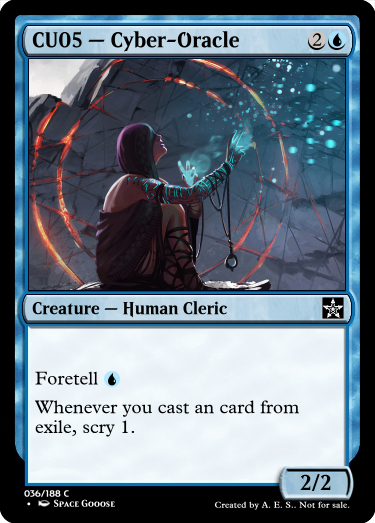 CU05 — Cyber-Oracle 2
Creature — Human Cleric
Foretell
Whenever you cast an card from
exile, scry 1.
2/2
036/188 C
• Space Gooose
Created by A. E. S.. Not for sale.